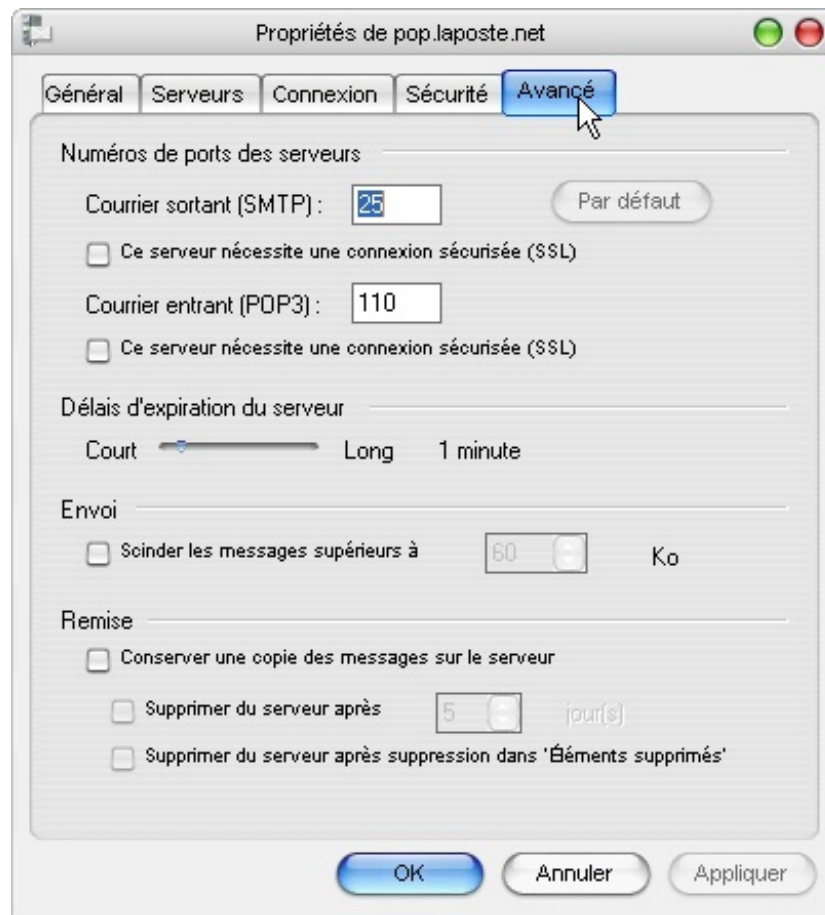 Propriétés de pop.laposte.net
Général Serveurs Connexion Sécurité Avançé
Numéros de ports des serveurs
Courrier sortant (SMTP) : 25 Par défaut
Ce serveur nécessite une connexion sécurisée (SSL)
Courrier entrant (POP3) : 110
Ce serveur nécessite une connexion sécurisée (SSL)
Délais d'expiration du serveur
Court Long 1 minute
Envoi
Scinder les messages supérieurs à 60 Ko
Remise
Conserver une copie des messages sur le serveur
Supprimer du serveur après 5 jour(s)
Supprimer du serveur après suppression dans 'Éléments supprimés'
OK Annuler Appliquer